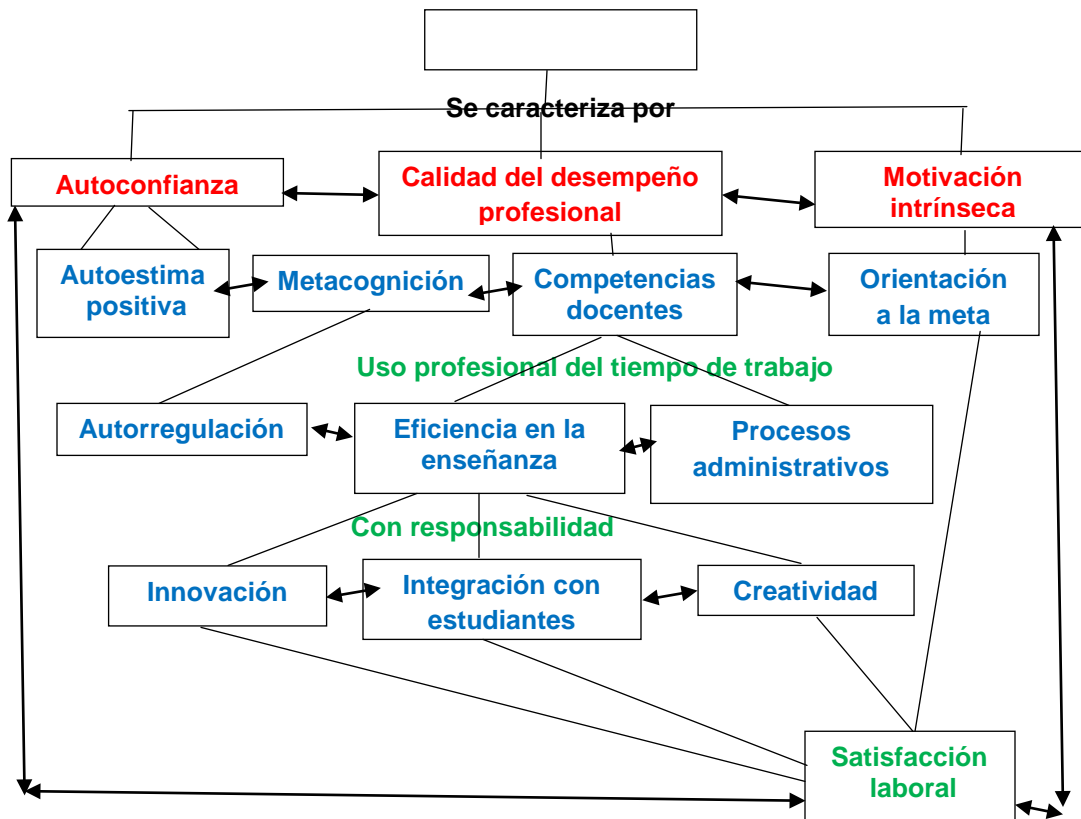 Se caracteriza por
Autoconfianza
Calidad del desempeño
profesional
Motivación
intrínseca
Autoestima
positiva
Metacognición
Competencias
docentes
Orientación
a la meta
Uso profesional del tiempo de trabajo
Autorregulación
Eficiencia en la
enseñanza
Procesos
administrativos
Con responsabilidad
Innovación
Integración con
estudiantes
Creatividad
Satisfacción
laboral